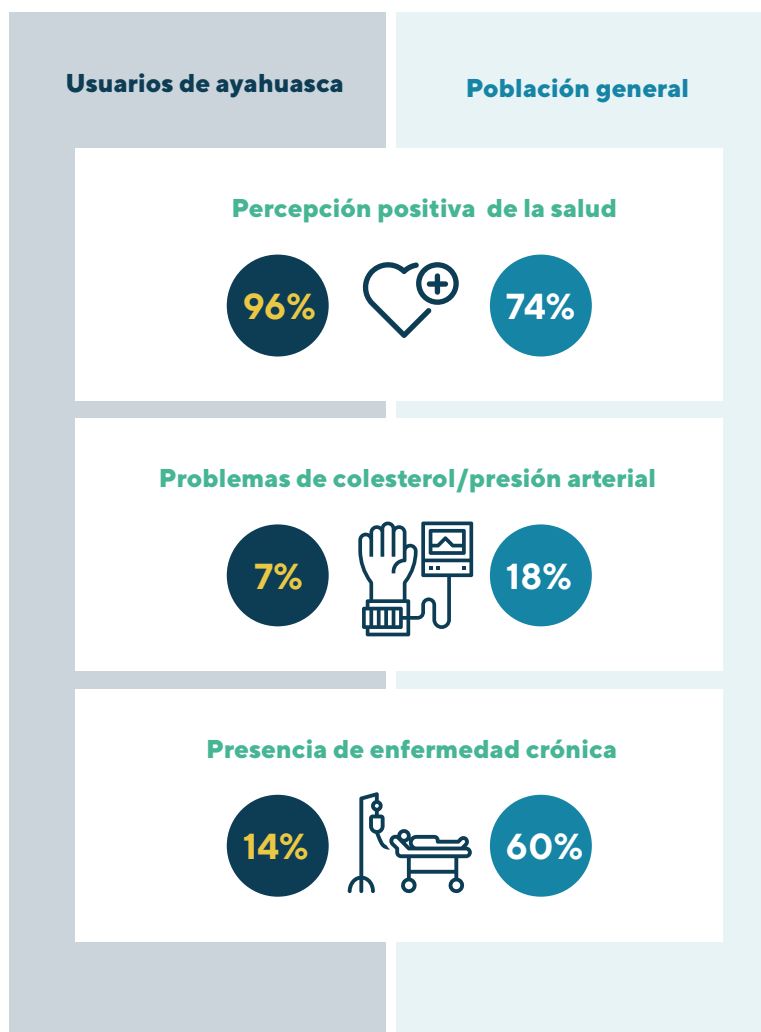 Usuarios de ayahuasca
Población general
Percepción positiva de la salud
96%
74%
Problemas de colesterol/presión arterial
7%
18%
Presencia de enfermedad crónica
14%
60%